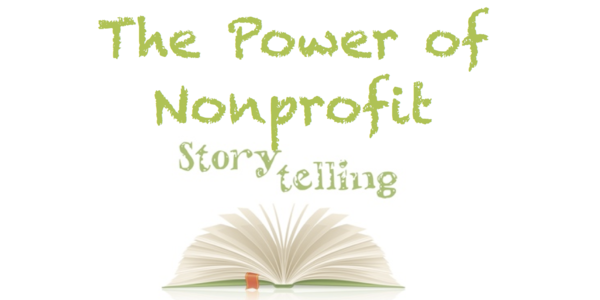 The Power of
Nonprofit
Story
telling